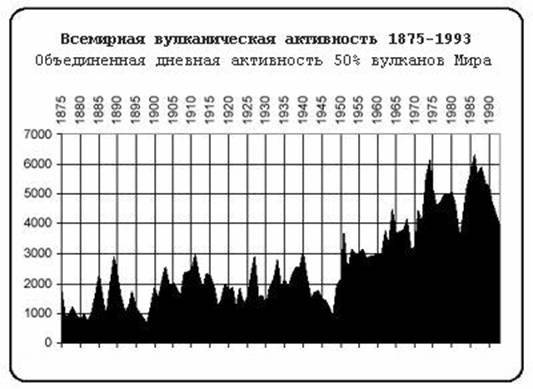 Всемирная вулканическая активность 1875-1993
Объединенная дневная активность 50% вулканов Мира
1875 1880 1885 1890 1895 1900 1905 1910 1915 1920 1925 1930 1935 1940 1945 1950 1955 1960 1965 1970 1975 1980 1985 1990
7000
6000
5000
4000
3000
2000
1000
0